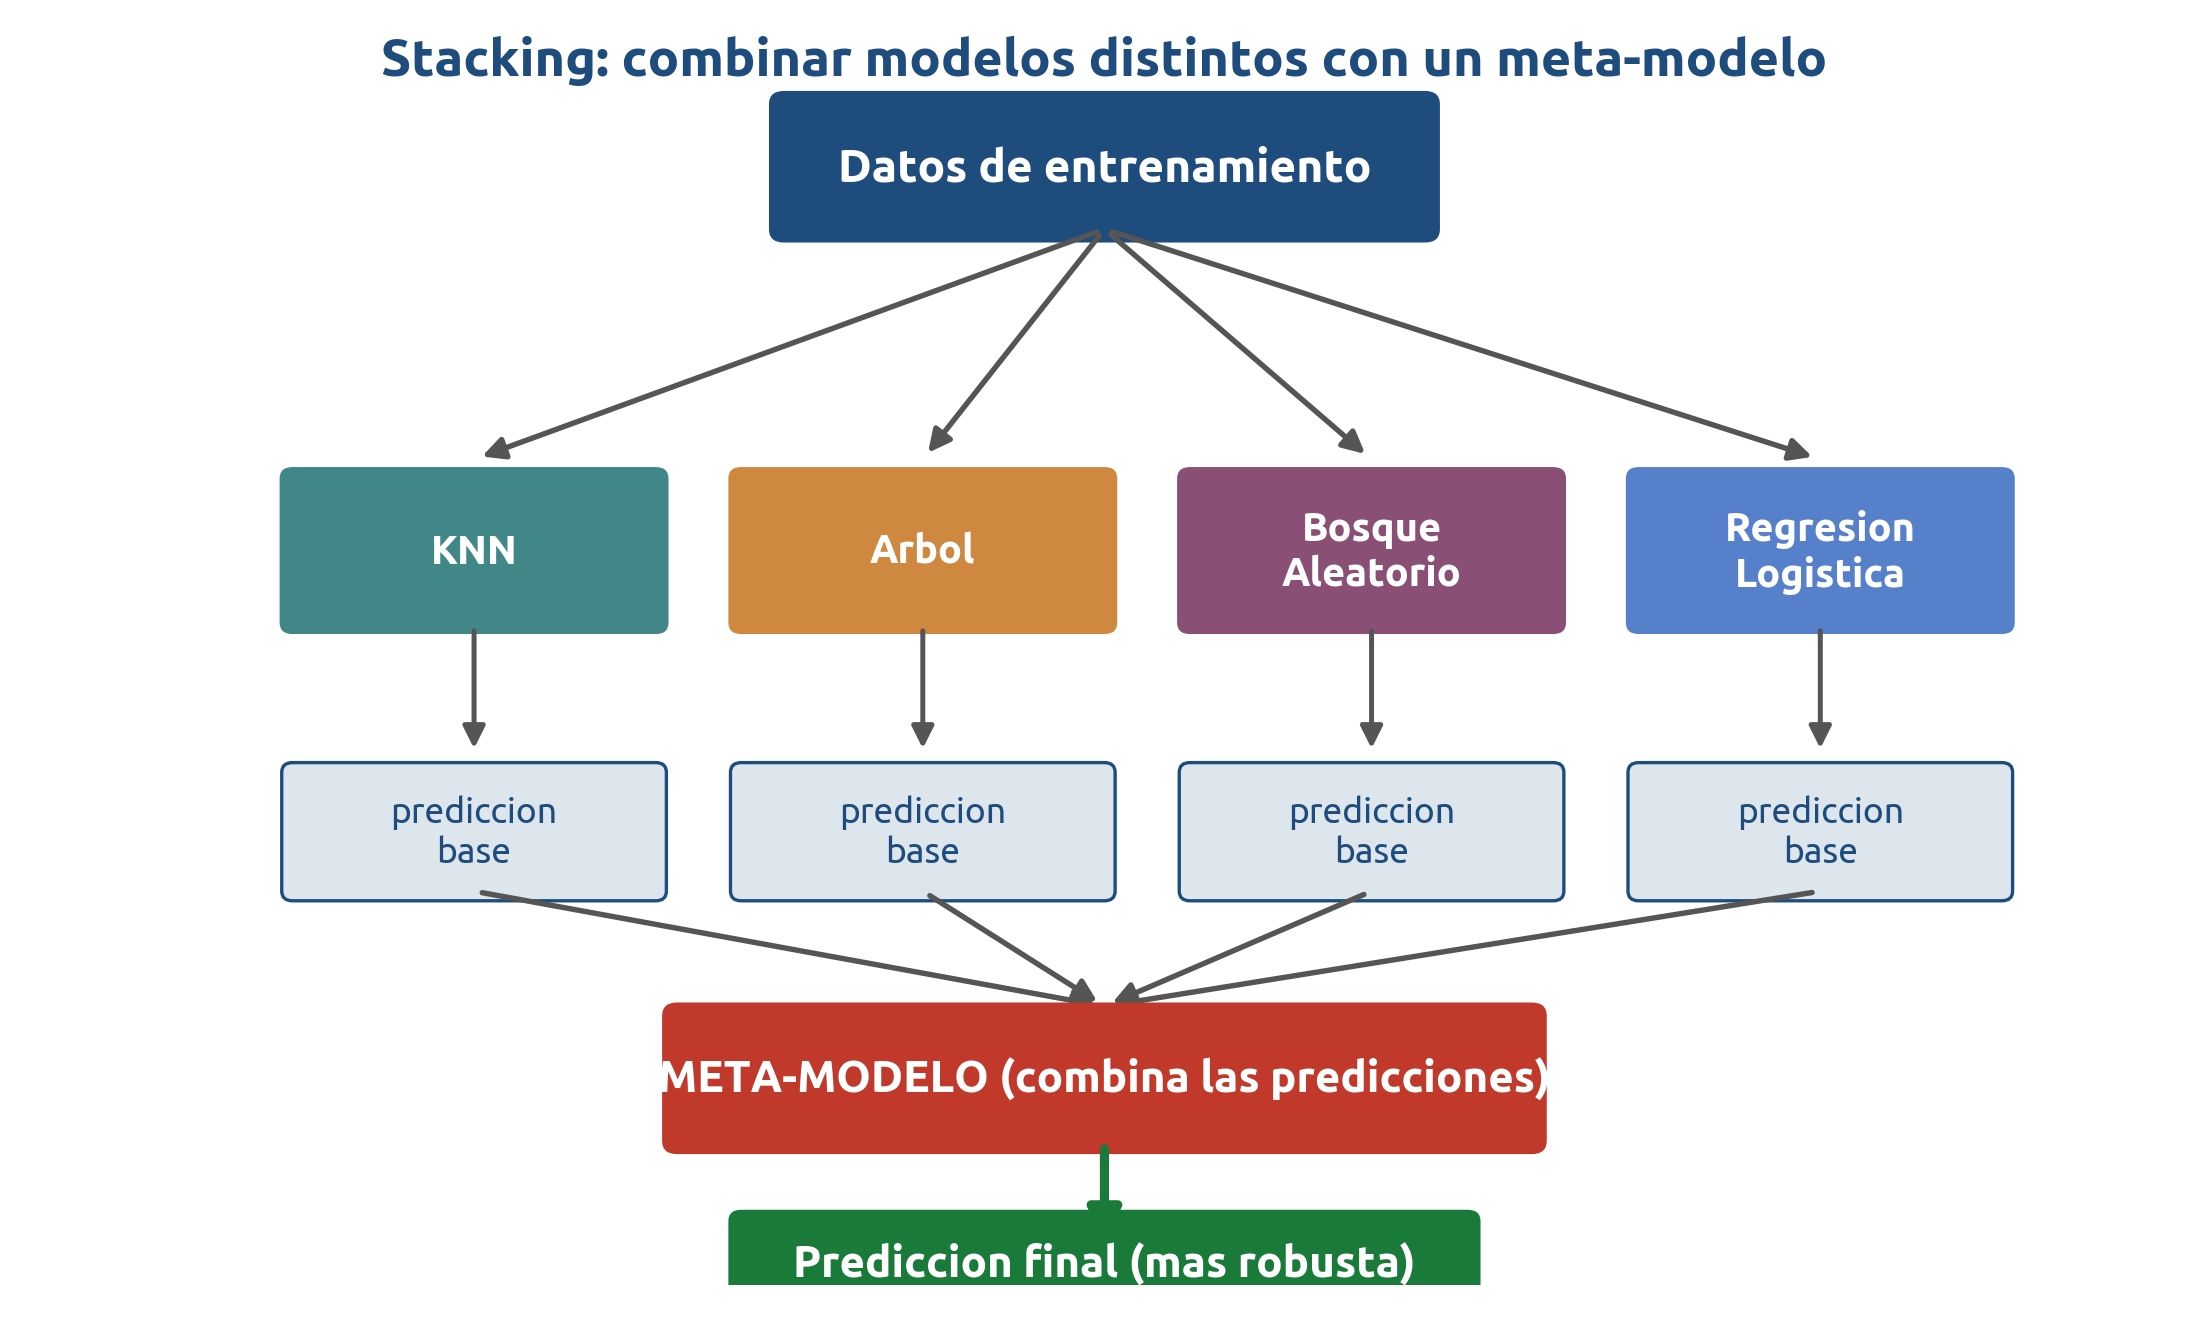 Stacking: combinar modelos distintos con un meta-modelo
Datos de entrenamiento
KNN
Arbol
Bosque
Aleatorio
Regresion
Logistica
prediccion
base
prediccion
base
prediccion
base
prediccion
base
META-MODELO (combina las predicciones)
Prediccion final (mas robusta)